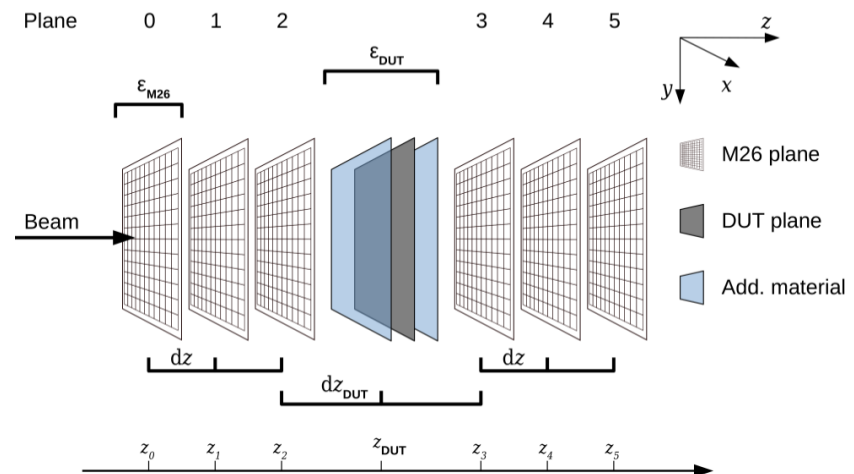 Plane 0 1 2 3 4 5
z
ε_DUT
ε_M26
x
y
M26 plane
Beam
DUT plane
Add. material
dz dz
dz_DUT
z_0 z_1 z_2 z_DUT z_3 z_4 z_5